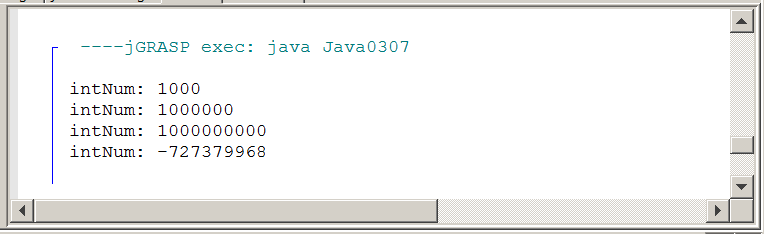 ----jGRASP exec: java Java0307
intNum: 1000
intNum: 1000000
intNum: 1000000000
intNum: -727379968